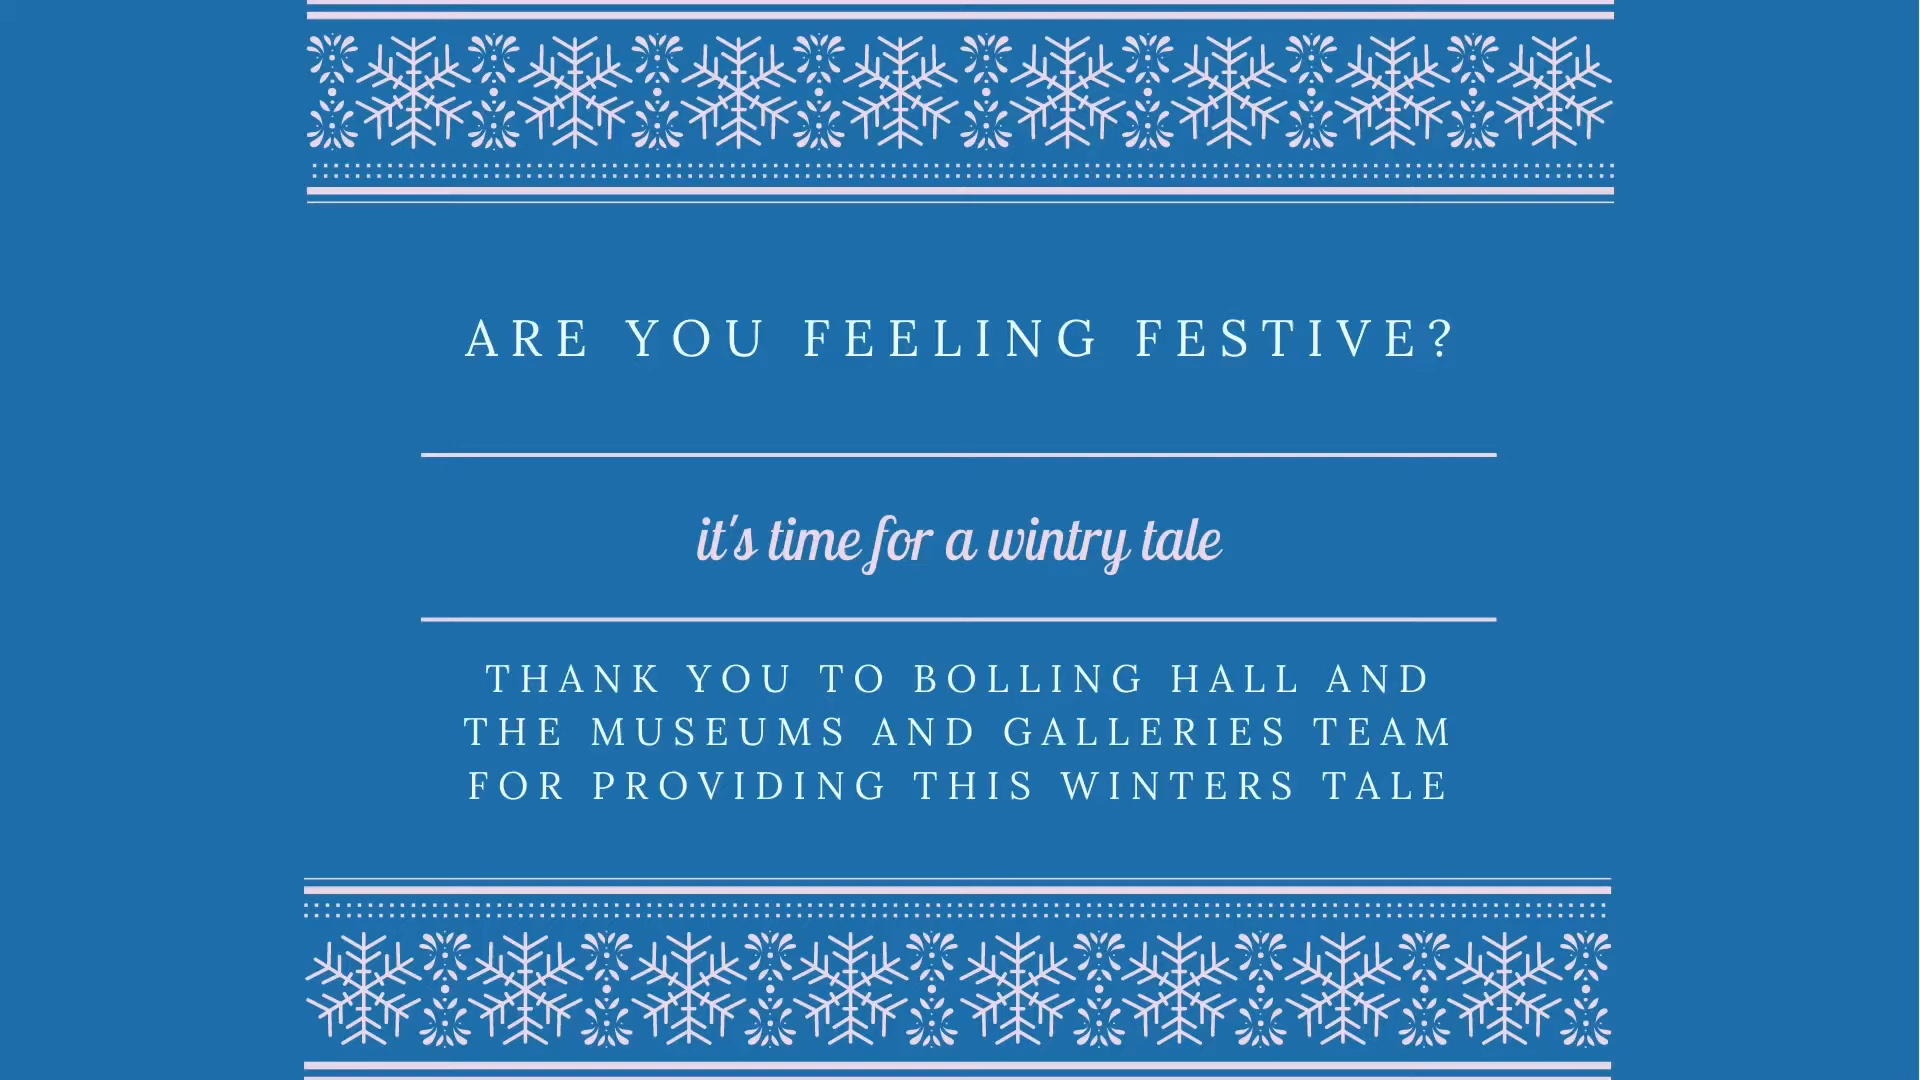 ARE YOU FEELING FESTIVE?
it's time for a wintry tale
THANK YOU TO BOLLING HALL AND
THE MUSEUMS AND GALLERIES TEAM
FOR PROVIDING THIS WINTERS TALE